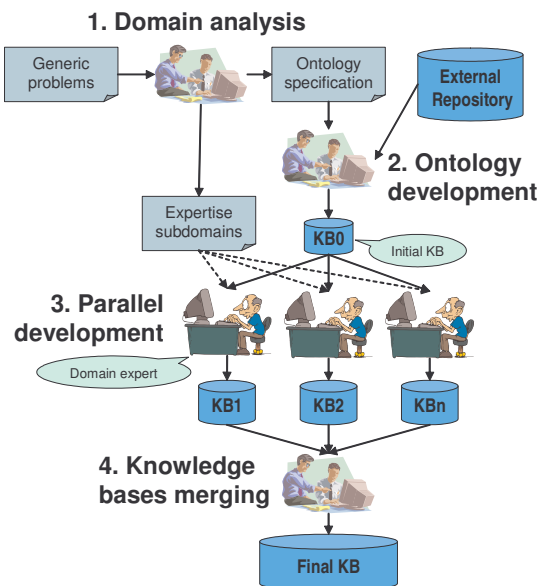 1. Domain analysis
Generic
problems
Ontology
specification
External
Repository
2. Ontology
development
Expertise
subdomains
KB0
Initial KB
3. Parallel
development
Domain expert
KB1
KB2
KBn
4. Knowledge
bases merging
Final KB